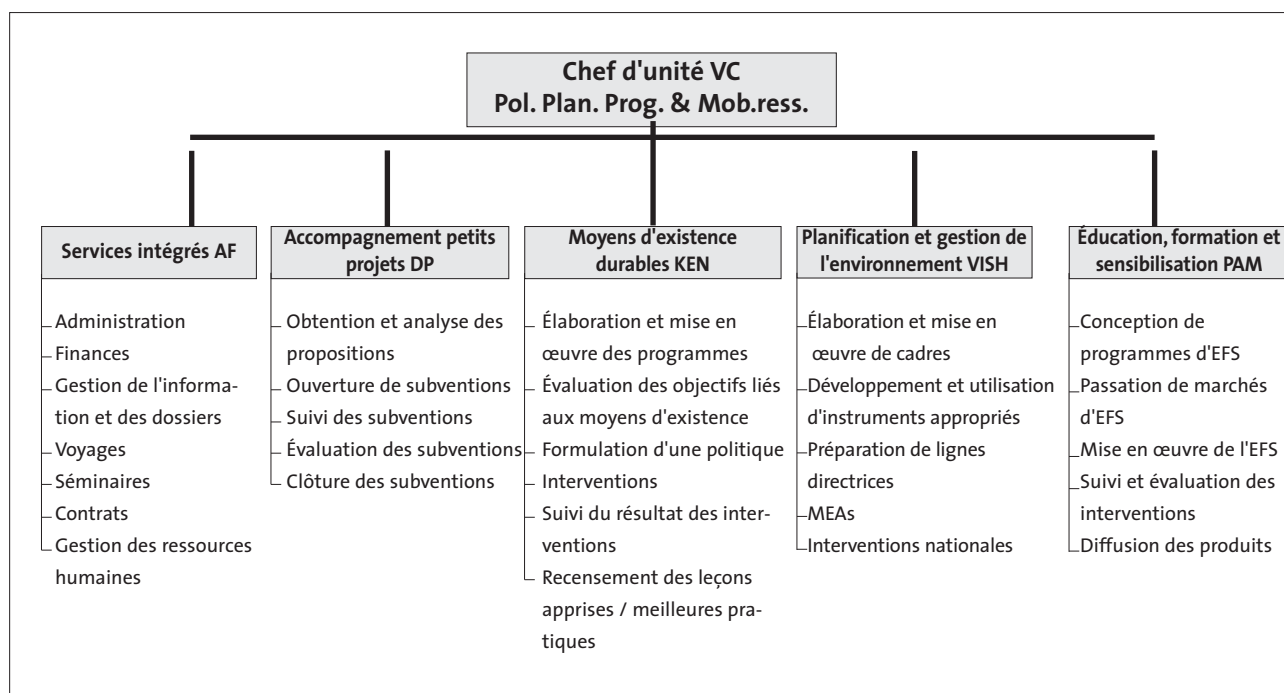 Chef d'unité VC
Pol. Plan. Prog. & Mob.ress.
Services intégrés AF
Administration
Finances
Gestion de l'informa-
tion et des dossiers
Voyages
Séminaires
Contrats
Gestion des ressources
humaines
Accompagnement petits
projets DP
Obtention et analyse des
propositions
Ouverture de subventions
Suivi des subventions
Évaluation des subventions
Clôture des subventions
Moyens d'existence
durables KEN
Élaboration et mise en
œuvre des programmes
Évaluation des objectifs liés
aux moyens d'existence
Formulation d'une politique
Interventions
Suivi du résultat des inter-
ventions
Recensement des leçons
apprises / meilleures pra-
tiques
Planification et gestion de
l'environnement VISH
Élaboration et mise en
œuvre de cadres
Développement et utilisation
d'instruments appropriés
Préparation de lignes
directrices
MEAs
Interventions nationales
Éducation, formation et
sensibilisation PAM
Conception de
programmes d'EFS
Passation de marchés
d'EFS
Mise en œuvre de l'EFS
Suivi et évaluation des
interventions
Diffusion des produits